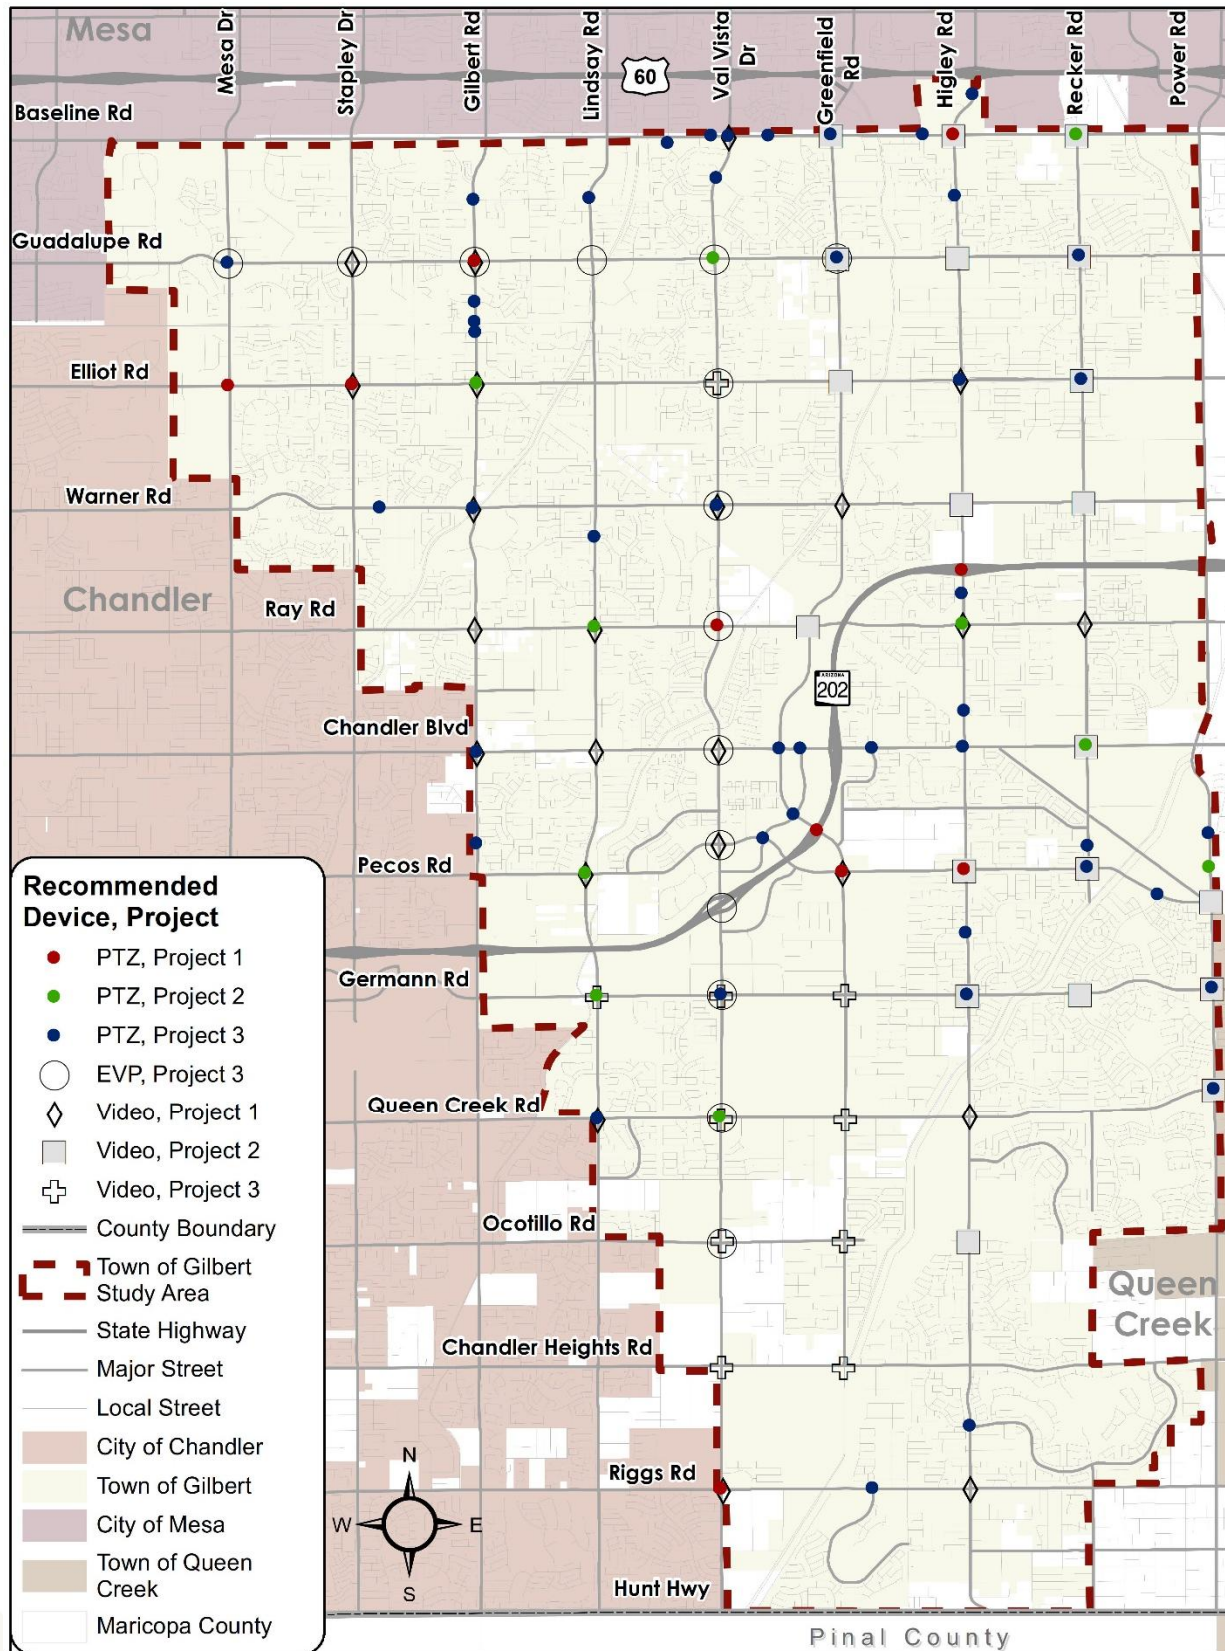 Mesa
Mesa Dr
Stapley Dr
Gilbert Rd
Lindsay Rd
60
Val Vista
Dr
Greenfield
Rd
Higley Rd
Recker Rd
Power Rd
Baseline Rd
Guadalupe Rd
Elliot Rd
Warner Rd
Chandler
Ray Rd
ARIZONA
202
Chandler Blvd
Pecos Rd
Germann Rd
Queen Creek Rd
Ocotillo Rd
Queen
Creek
Chandler Heights Rd
Riggs Rd
Hunt Hwy
Pinal County
N
W
E
S
Recommended
Device, Project
PTZ, Project 1
PTZ, Project 2
PTZ, Project 3
EVP, Project 3
Video, Project 1
Video, Project 2
Video, Project 3
County Boundary
Town of Gilbert
Study Area
State Highway
Major Street
Local Street
City of Chandler
Town of Gilbert
City of Mesa
Town of Queen
Creek
Maricopa County